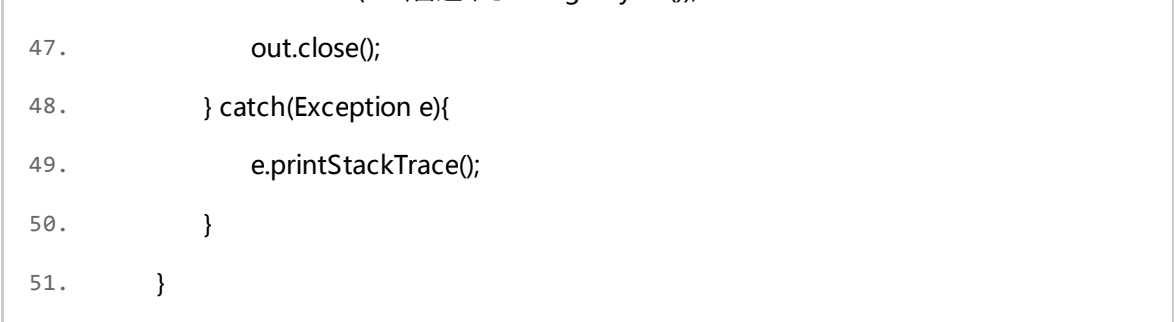 47. out.close();
48. } catch(Exception e){
49. e.printStackTrace();
50. }
51. }